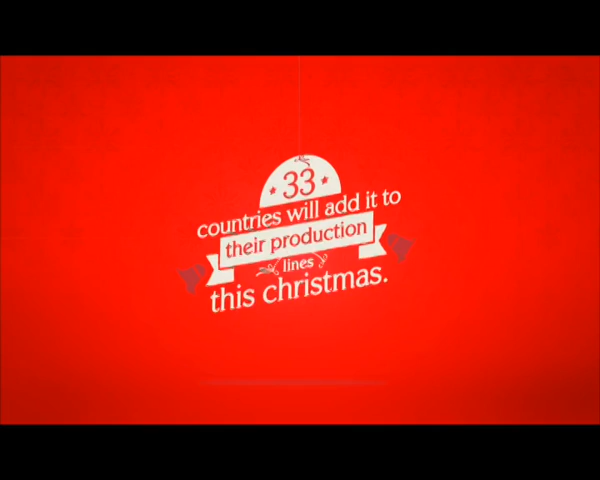 33
countries will add it to
their production
lines
this christmas.